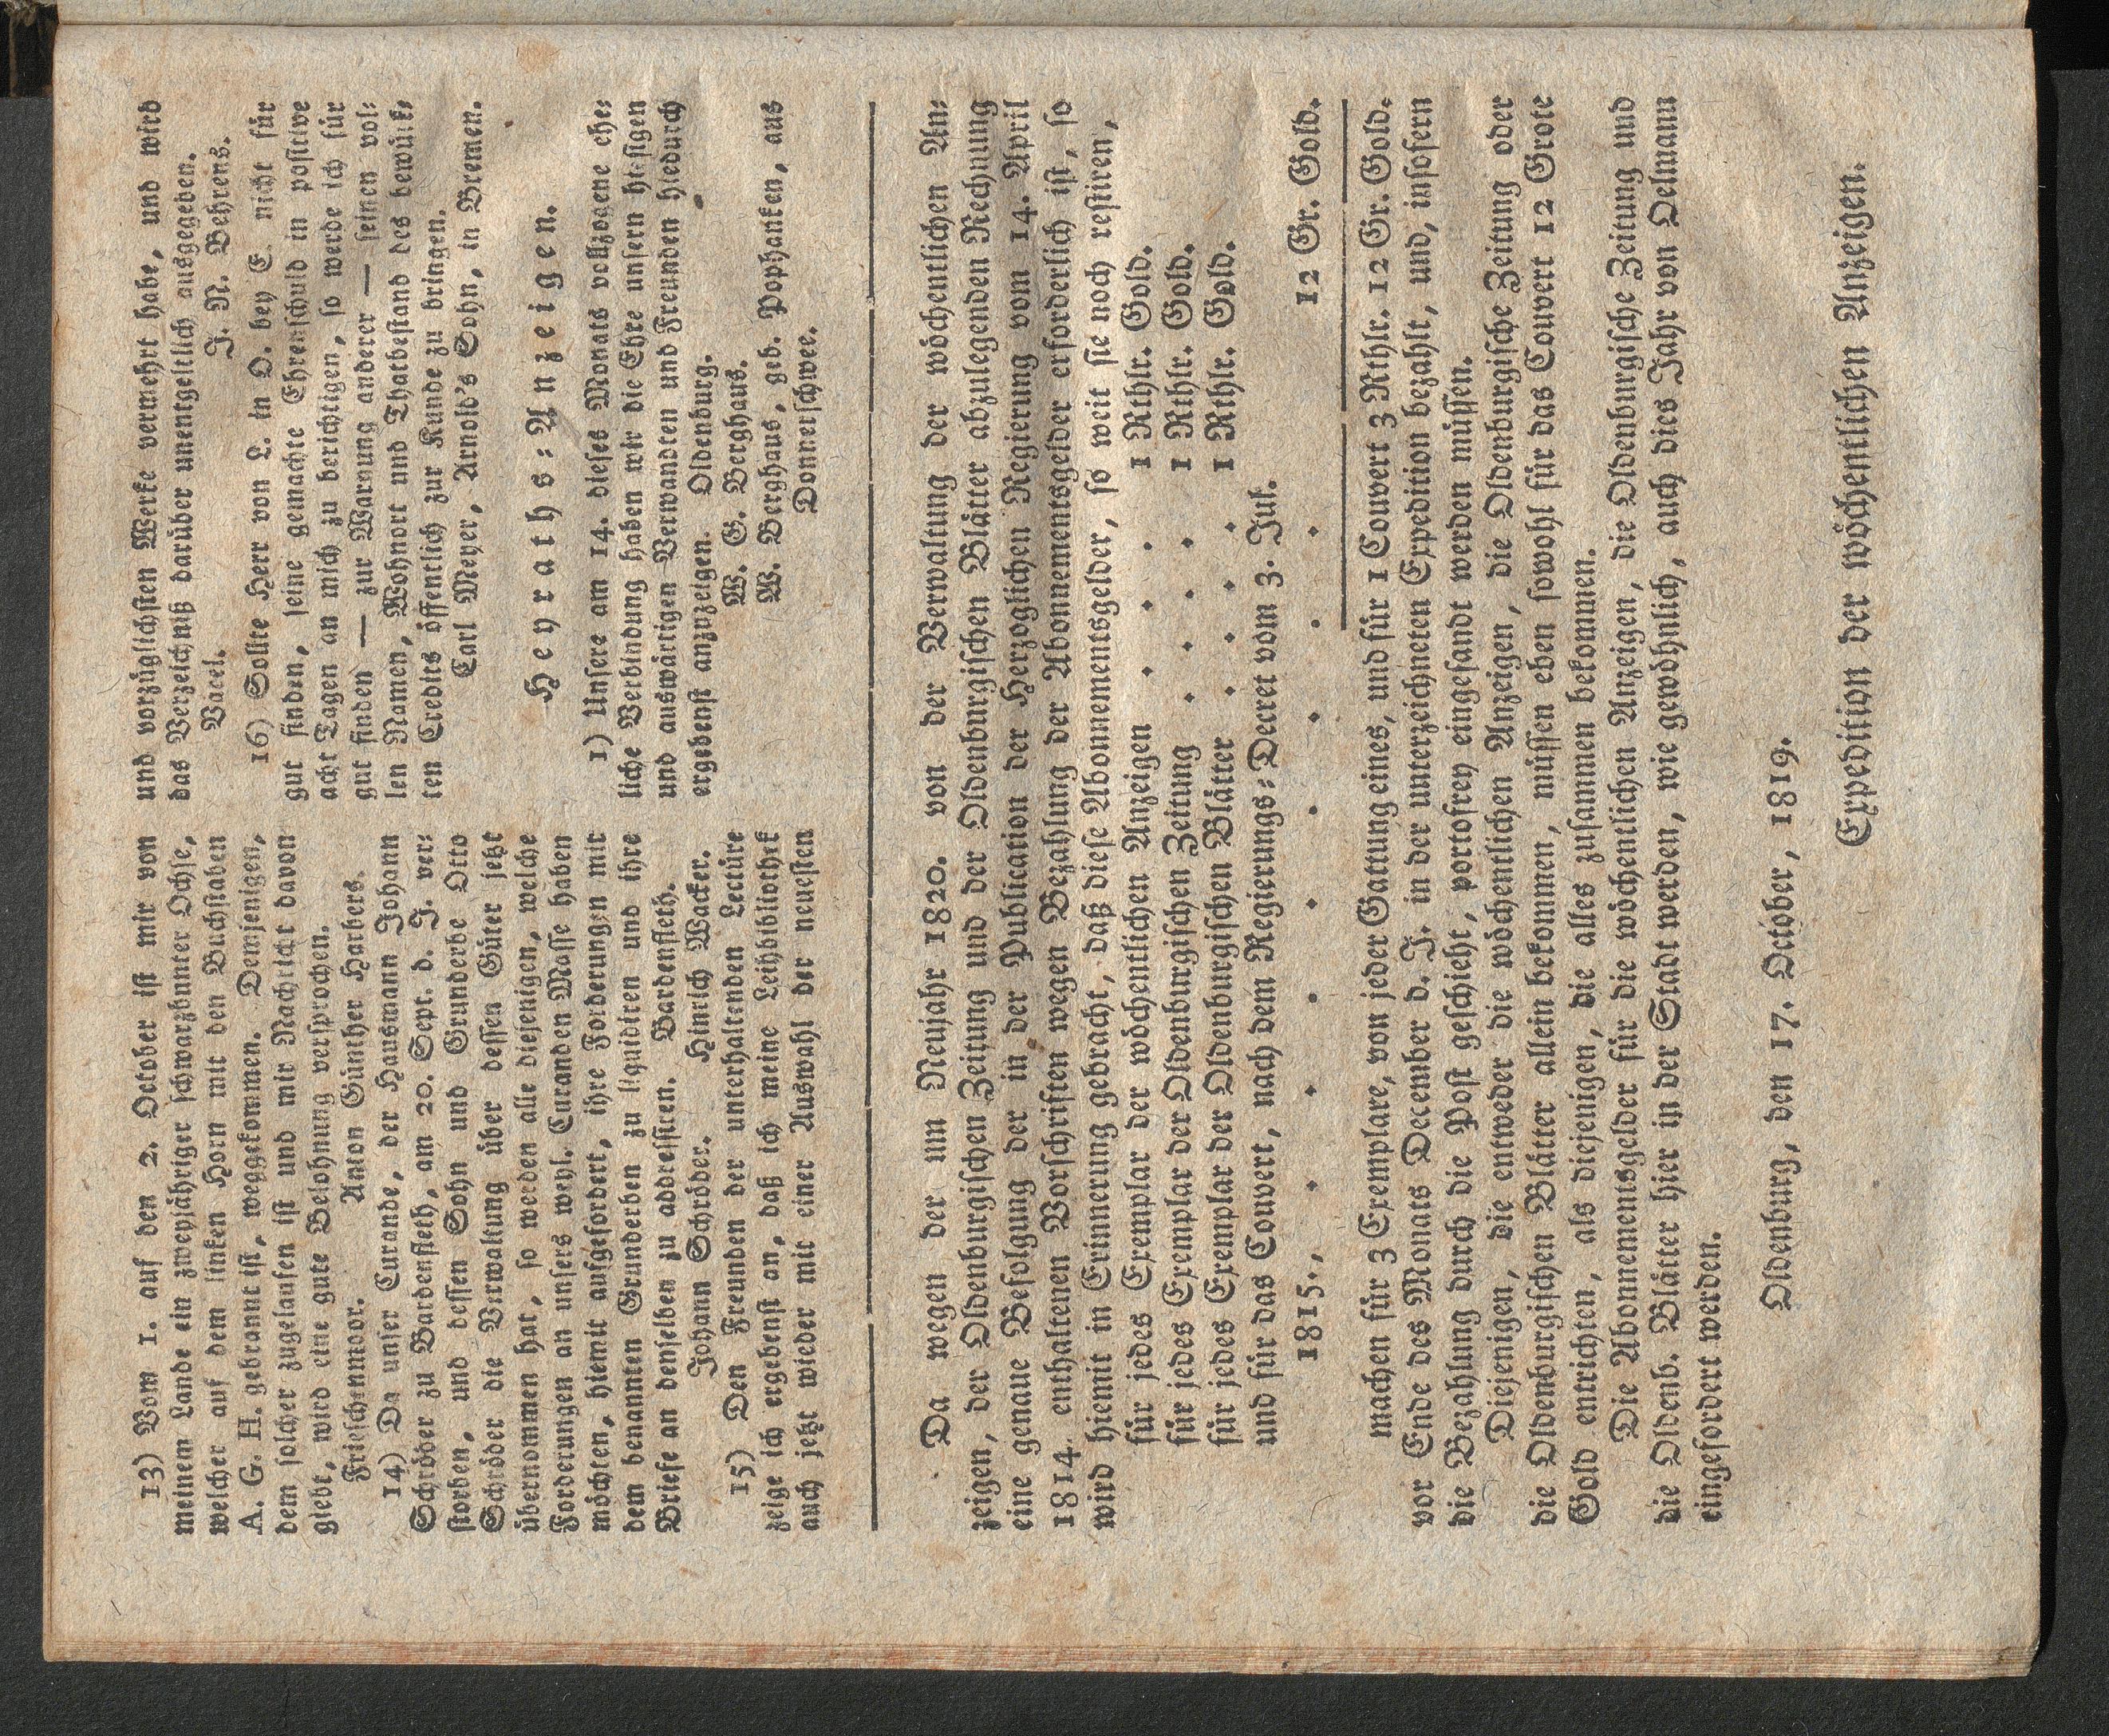 13) Vom 1. auf den 2. October ist mir von
meinem Lande ein zweyjähriger schwarzbunter Ochse,
welcher auf dem linken Horn mit den Buchstaben
A. G. H. gebrannt ist, weggekommen. Demjenigen,
dem solcher zugelaufen ist und mir Nachricht davon
giebt, wird eine gute Belohnung versprochen.
Frieschenmoor. Anton Günther Harbers.
14) Da unser Curande, der Hausmann Johann
Schröder zu Bardenfleth, am 20. Sept. d. J. ver:
storben, und dessen Sohn und Grunderbe Otto
Schröder die Verwaltung über dessen Güter jetzt
übernommen hat, so werden alle diejenigen, welche
Forderungen an unsers weyl. Curanden Masse haben
möchten, hiemit aufgefordert, ihre Forderungen mit
dem benannten Grunderben zu liquidiren und ihre
Briefe an denselben zu addressiren. Bardenfleth.
Johann Schröder. Hinrich Wacker.
15) Den Freunden der unterhaltenden Lectüre
zeige ich ergebenst an, daß ich meine Leihbibliothek
auch jetzt wieder mit einer Auswahl der neuesten
und vorzüglichsten Werke vermehrt habe, und wird
das Verzeichniß darüber unentgeltlich ausgegeben.
Varel. J. N. Behrens.
16) Sollte Herr von L. in O. bey E. nicht für
gut finden, seine gemachte Ehrenschuld in positive
acht Tagen an mich zu berichtigen, so werde ich für
gut finden — zur Warnung anderer — seinen vol:
len Namen, Wohnort und Thatbestand des bewürk:
ten Credits öffentlich zur Kunde zu bringen.
Carl Meyer, Arnold's Sohn, in Bremen.
Heyraths:Anzeigen.
1) Unsere am 14. dieses Monats vollzogene ehe:
liche Verbindung haben wir die Ehre unsern hiesigen
und auswärtigen Verwandten und Freunden hiedurch
ergebenst anzuzeigen. Oldenburg.
W. G. Berghaus.
W. Berghaus, geb. Pophanken, aus
Donnerschwee.
Da wegen der um Neujahr 1820. von der Verwaltung der wöchentlichen An:
zeigen, der Oldenburgischen Zeitung und der Oldenburgischen Blätter abzulegenden Rechnung
eine genaue Befolgung der in der Publication der Herzoglichen Regierung vom 14. April
1814. enthaltenen Vorschriften wegen Bezahlung der Abonnementsgelder erforderlich ist, so
wird hiemit in Erinnerung gebracht, daß diese Abonnementsgelder, so weit sie noch restiren,
für jedes Exemplar der wöchentlichen Anzeigen . . . 1 Rthlr. Gold.
für jedes Exemplar der Oldenburgischen Zeitung . . . 1 Rthlr. Gold.
für jedes Exemplar der Oldenburgischen Blätter . . . . 1 Rthlr. Gold.
und für das Couvert, nach dem Regierungs:Decret vom 3. Jul.
1815., . . . . . . . . 12 Gr. Gold.
machen für 3 Exemplare, von jeder Gattung eines, und für 1 Couvert 3 Rthlr. 12 Gr. Gold.
vor Ende des Monats December d. J. in der unterzeichneten Expedition bezahlt, und, insofern
die Bezahlung durch die Post geschieht, portofrey eingesandt werden müssen.
Diejenigen, die entweder die wöchentlichen Anzeigen, die Oldenburgische Zeitung oder
die Oldenburgischen Blätter allein bekommen, müssen eben sowohl für das Couvert 12 Grote
Gold entrichten, als diejenigen, die alles zusammen bekommen.
Die Abonnementsgelder für die wöchentlichen Anzeigen, die Oldenburgische Zeitung und
die Oldenb. Blätter hier in der Stadt werden, wie gewöhnlich, auch dies Jahr von Oelmann
eingefordert werden.
Oldenburg, den 17. October, 1819.
Expedition der wöchentlichen Anzeigen.